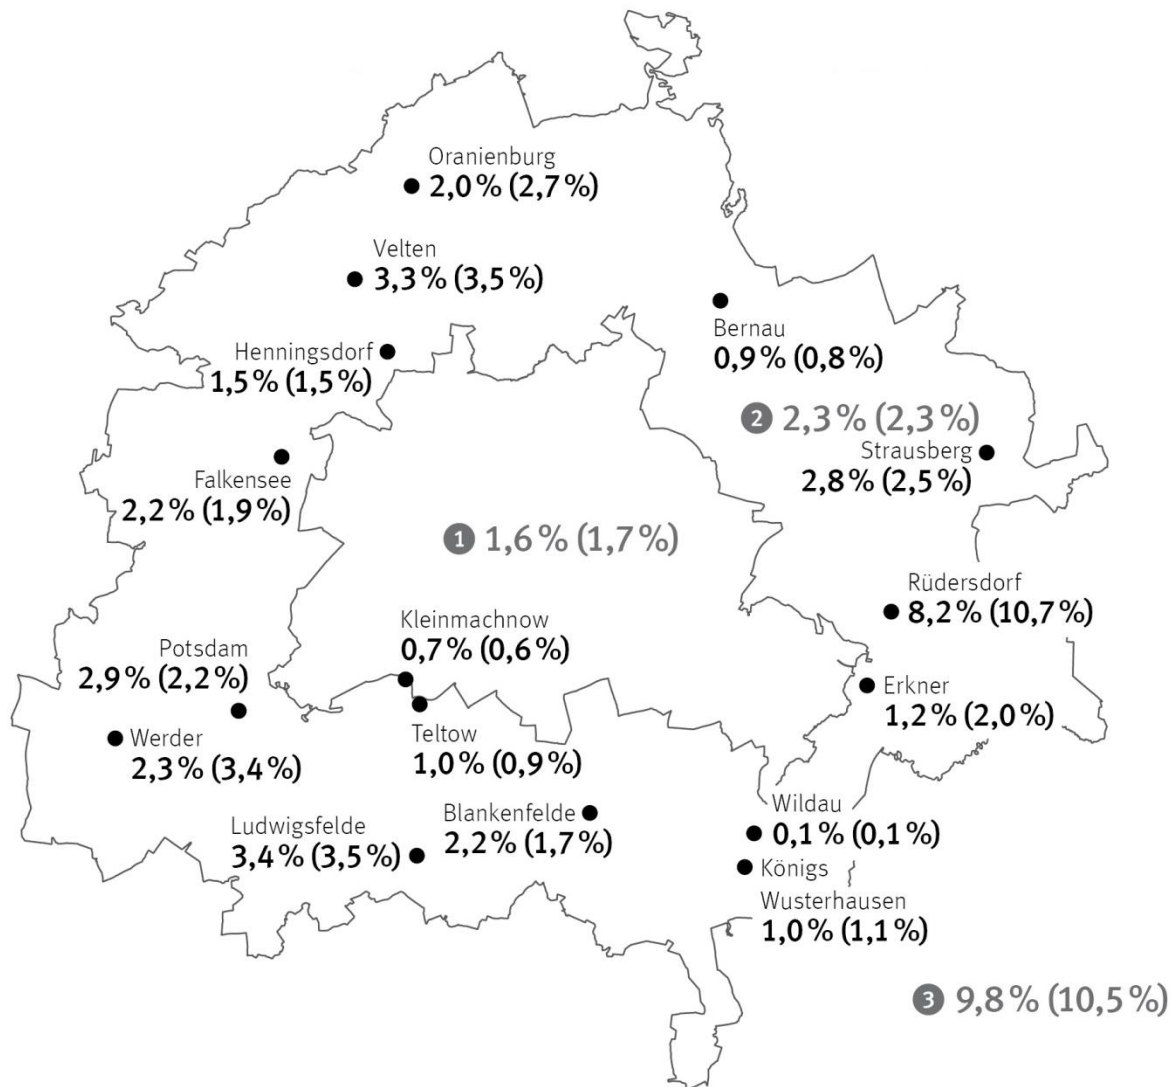 Oranienburg
2,0 % (2,7 %)
Velten
3,3 % (3,5 %)
Bernau
0,9 % (0,8 %)
Henningsdorf
1,5 % (1,5 %)
2 2,3 % (2,3 %)
Strausberg
2,8 % (2,5 %)
Falkensee
2,2 % (1,9 %)
1 1,6 % (1,7 %)
Rüdersdorf
8,2 % (10,7 %)
Kleinmachnow
0,7 % (0,6 %)
Potsdam
2,9 % (2,2 %)
Erkner
1,2 % (2,0 %)
Werder
2,3 % (3,4 %)
Teltow
1,0 % (0,9 %)
Wildau
0,1 % (0,1 %)
Blankenfelde
2,2 % (1,7 %)
Ludwigsfelde
3,4 % (3,5 %)
Königs
Wusterhausen
1,0 % (1,1 %)
3 9,8 % (10,5 %)